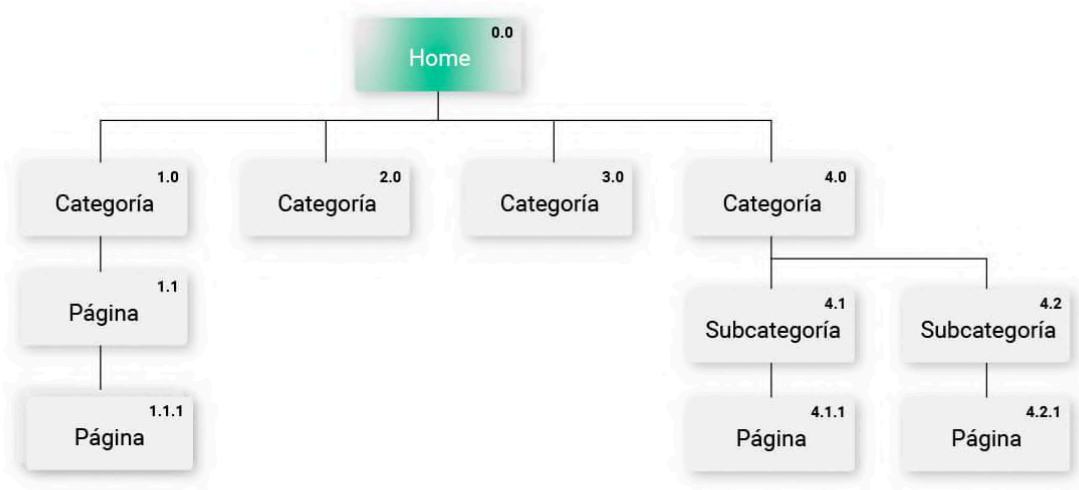 0.0
Home
1.0
Categoría
2.0
Categoría
3.0
Categoría
4.0
Categoría
1.1
Página
4.1
Subcategoría
4.2
Subcategoría
1.1.1
Página
4.1.1
Página
4.2.1
Página